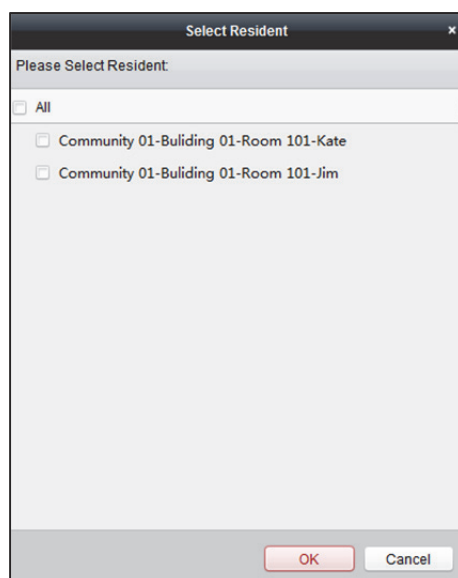 Select Resident ×
Please Select Resident:
All
Community 01-Buliding 01-Room 101-Kate
Community 01-Buliding 01-Room 101-Jim
OK Cancel